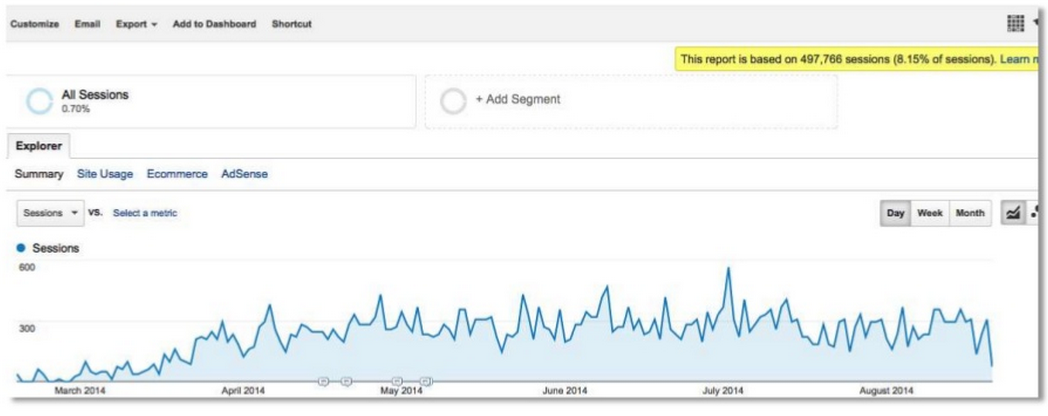 Customize Email Export Add to Dashboard Shortcut
This report is based on 497,766 sessions (8.15% of sessions). Learn
All Sessions
0.70%
+ Add Segment
Explorer
Summary Site Usage Ecommerce AdSense
Sessions VS. Select a metric
Day Week Month
Sessions
600
300
March 2014 April 2014 May 2014 June 2014 July 2014 August 2014